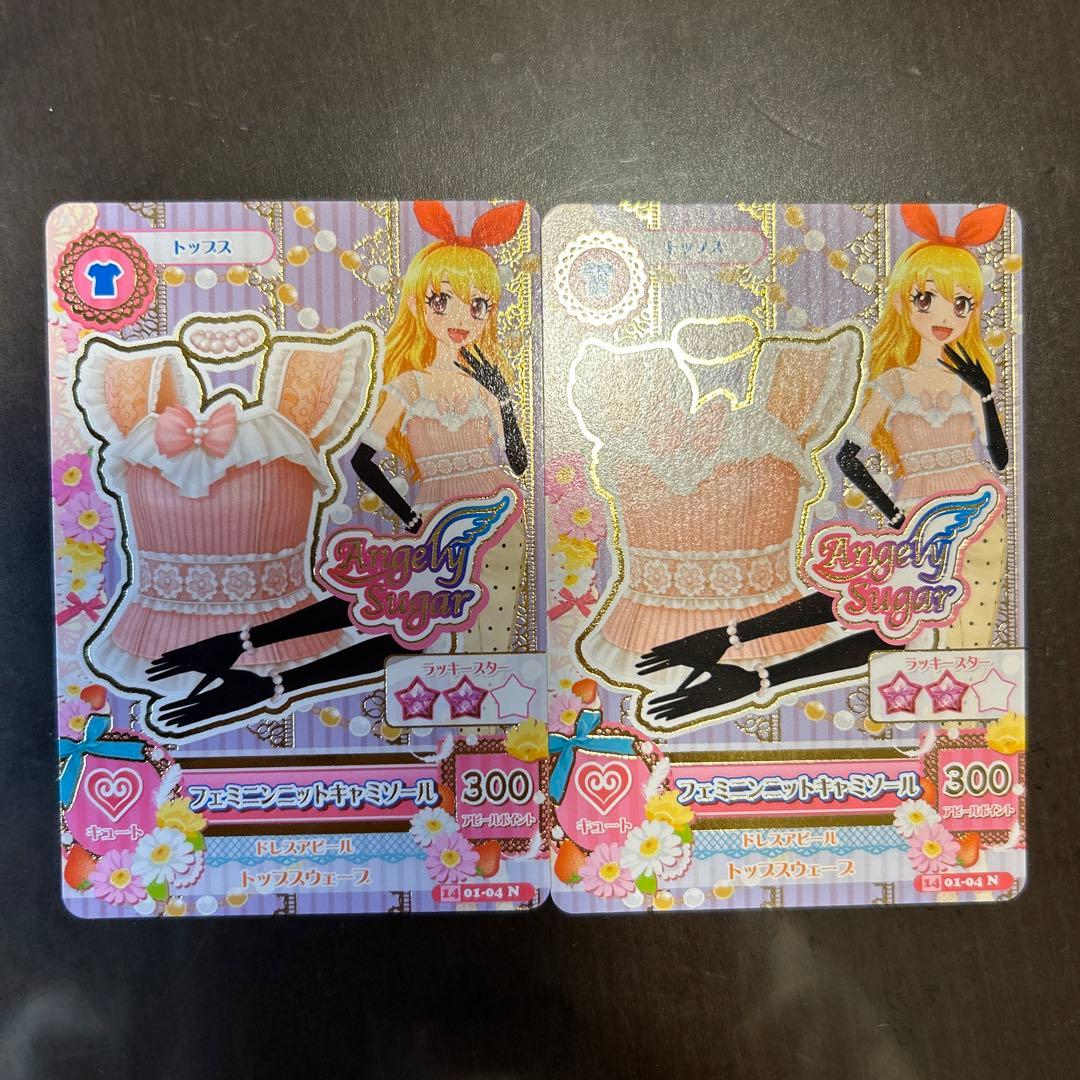 トップス
Angely
Sugar
ラッキースター
フェミニンニットキャミソール
300
アピールポイント
キュート
ドレスアピール
トップスウェーブ
14 01-04 N
トップス
Angely
Sugar
ラッキースター
フェミニンニットキャミソール
300
アピールポイント
キュート
ドレスアピール
トップスウェーブ
14 01-04 N